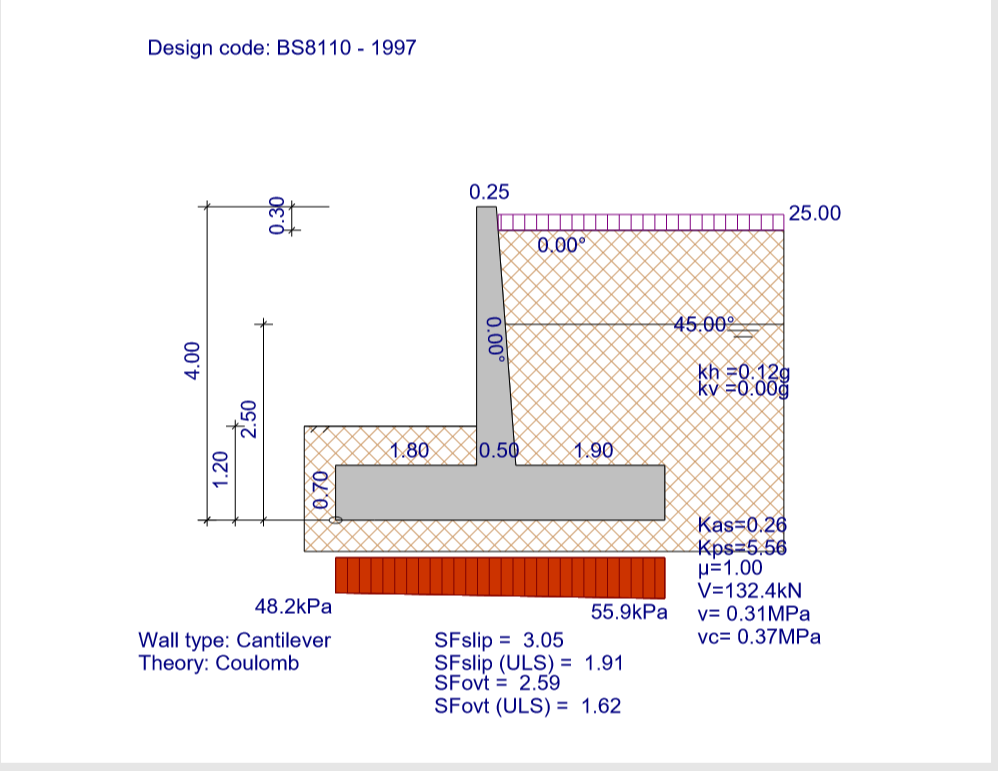 Design code: BS8110 - 1997
0.25
0.30
25.00
0.00°
45.00°
0.00°
4.00
kh =0.12g
kv =0.00g
2.50
1.20
1.80
0.50
1.90
0.70
Kas=0.26
Kps=5.56
µ=1.00
V=132.4kN
v= 0.31MPa
vc= 0.37MPa
48.2kPa
55.9kPa
Wall type: Cantilever
Theory: Coulomb
SFslip = 3.05
SFslip (ULS) = 1.91
SFovt = 2.59
SFovt (ULS) = 1.62